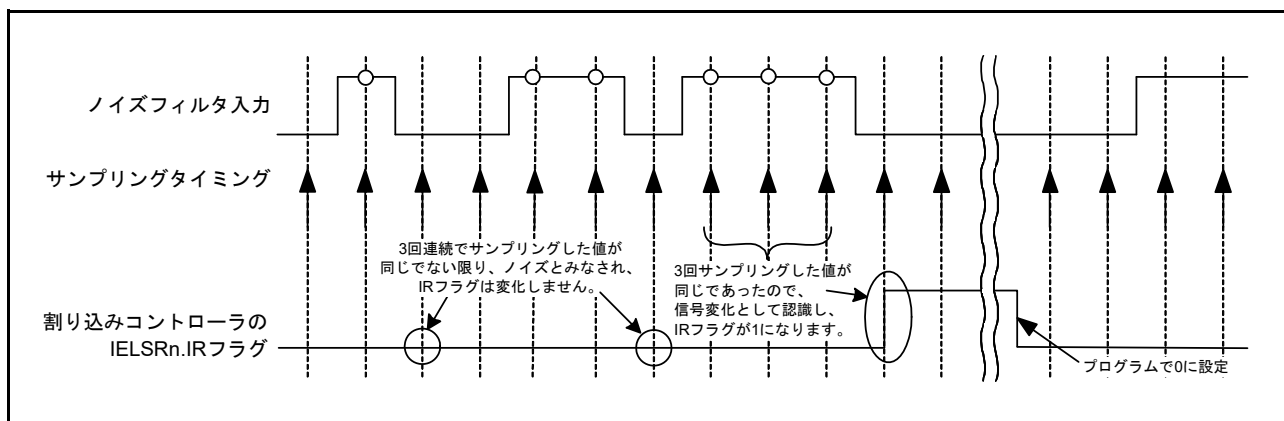 ノイズフィルタ入力
サンプリングタイミング
3回連続でサンプリングした値が
同じでない限り、ノイズとみなされ、
IRフラグは変化しません。
3回サンプリングした値が
同じであったので、
信号変化として認識し、
IRフラグが1になります。
割り込みコントローラの
IELSRn.IRフラグ
プログラムで0に設定